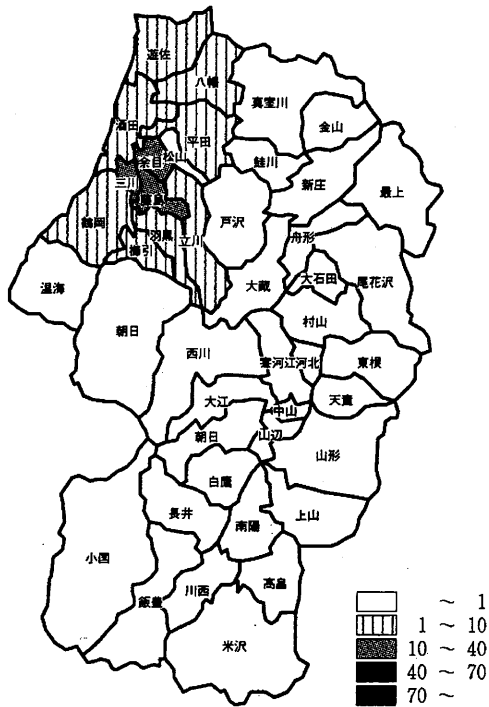 遊佐
八幡
真室川
金山
酒田
平田
松山
余目
鮭川
新庄
最上
三川
藤島
鶴岡
羽黒
立川
戸沢
櫛引
舟形
温海
大蔵
大石田
尾花沢
朝日
村山
西川
寒河江
河北
東根
大江
中山
天童
朝日
山辺
山形
白鷹
長井
南陽
上山
小国
飯豊
川西
高畠
米沢
~ 1
1 ~ 10
10 ~ 40
40 ~ 70
70 ~